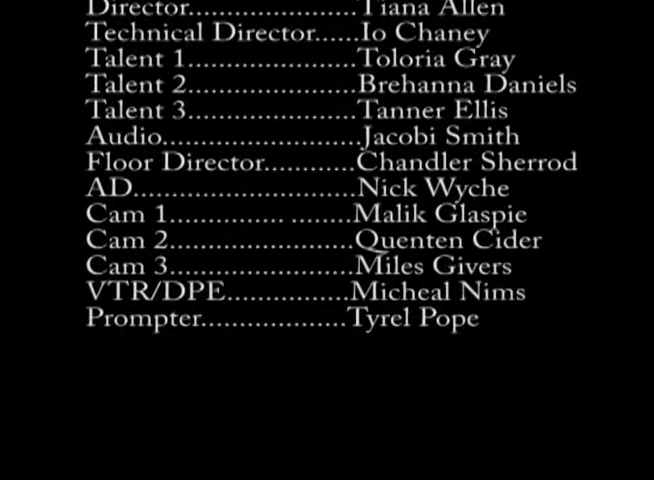 Director.......................Tiana Allen
Technical Director......Io Chaney
Talent 1.......................Toloria Gray
Talent 2.......................Brehanna Daniels
Talent 3.......................Tanner Ellis
Audio...........................Jacobi Smith
Floor Director............Chandler Sherrod
AD..............................Nick Wyche
Cam 1............... ........Malik Glaspie
Cam 2.........................Quenten Cider
Cam 3.........................Miles Givers
VTR/DPE................Micheal Nims
Prompter...................Tyrel Pope